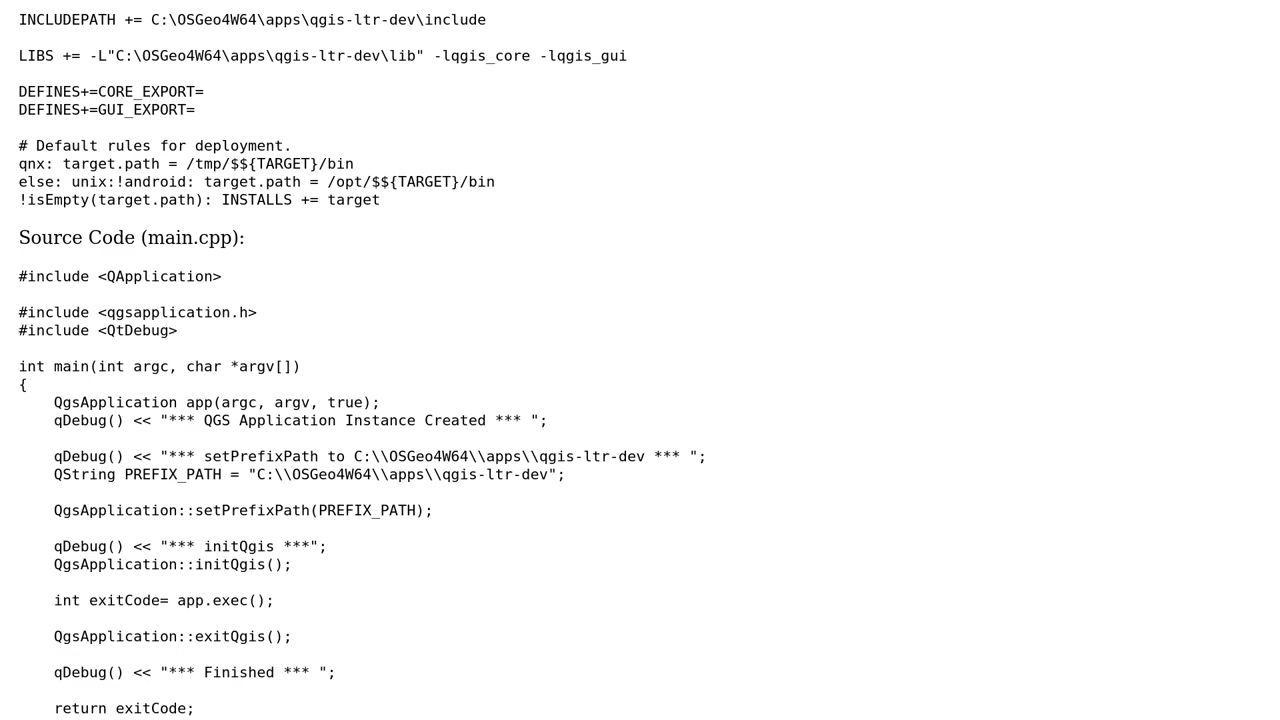 INCLUDEPATH += C:\OSGeo4W64\apps\qgis-ltr-dev\include
LIBS += -L"C:\OSGeo4W64\apps\qgis-ltr-dev\lib" -lqgis_core -lqgis_gui
DEFINES+=CORE_EXPORT=
DEFINES+=GUI_EXPORT=
# Default rules for deployment.
qnx: target.path = /tmp/$${TARGET}/bin
else: unix:!android: target.path = /opt/$${TARGET}/bin
!isEmpty(target.path): INSTALLS += target
Source Code (main.cpp):
#include <QApplication>
#include <qgsapplication.h>
#include <QtDebug>
int main(int argc, char *argv[])
{
    QgsApplication app(argc, argv, true);
    qDebug() << "*** QGS Application Instance Created *** ";
    qDebug() << "*** setPrefixPath to C:\\OSGeo4W64\\apps\\qgis-ltr-dev *** ";
    QString PREFIX_PATH = "C:\\OSGeo4W64\\apps\\qgis-ltr-dev";
    QgsApplication::setPrefixPath(PREFIX_PATH);
    qDebug() << "*** initQgis ***";
    QgsApplication::initQgis();
    int exitCode= app.exec();
    QgsApplication::exitQgis();
    qDebug() << "*** Finished *** ";
    return exitCode;